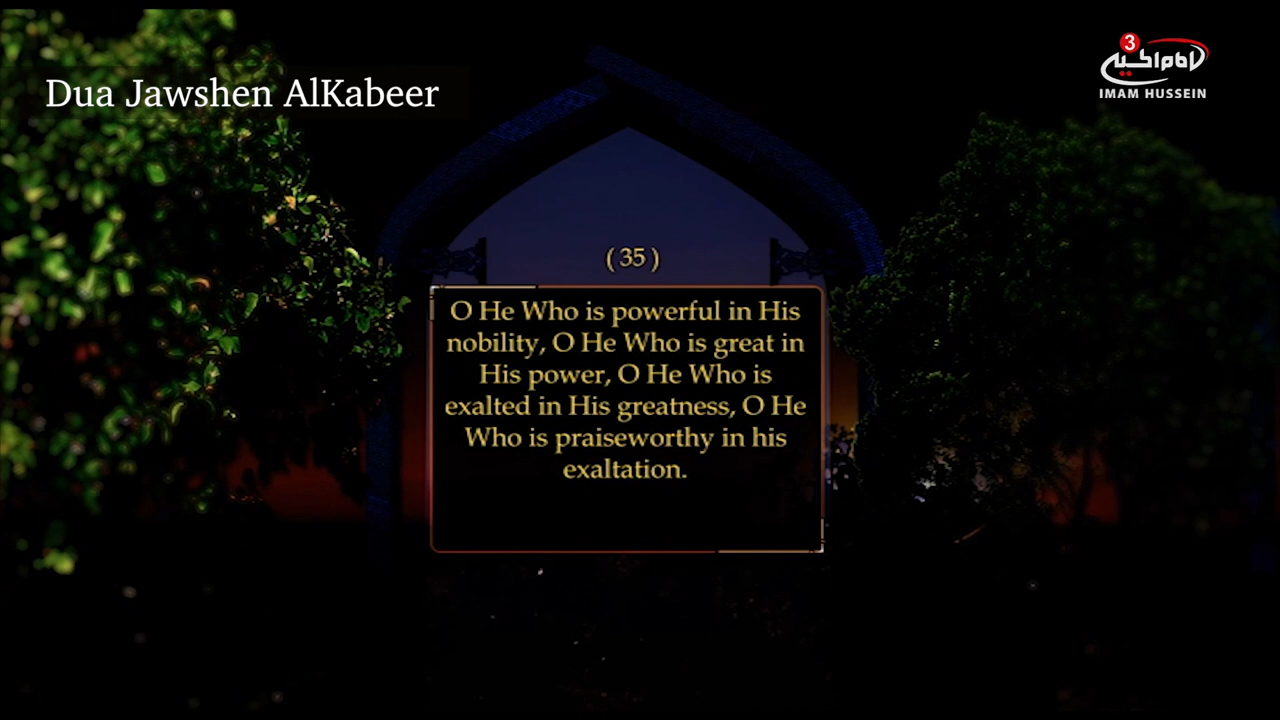 Dua Jawshen AlKabeer
3
IMAM HUSSEIN
( 35 )
O He Who is powerful in His
nobility, O He Who is great in
His power, O He Who is
exalted in His greatness, O He
Who is praiseworthy in his
exaltation.